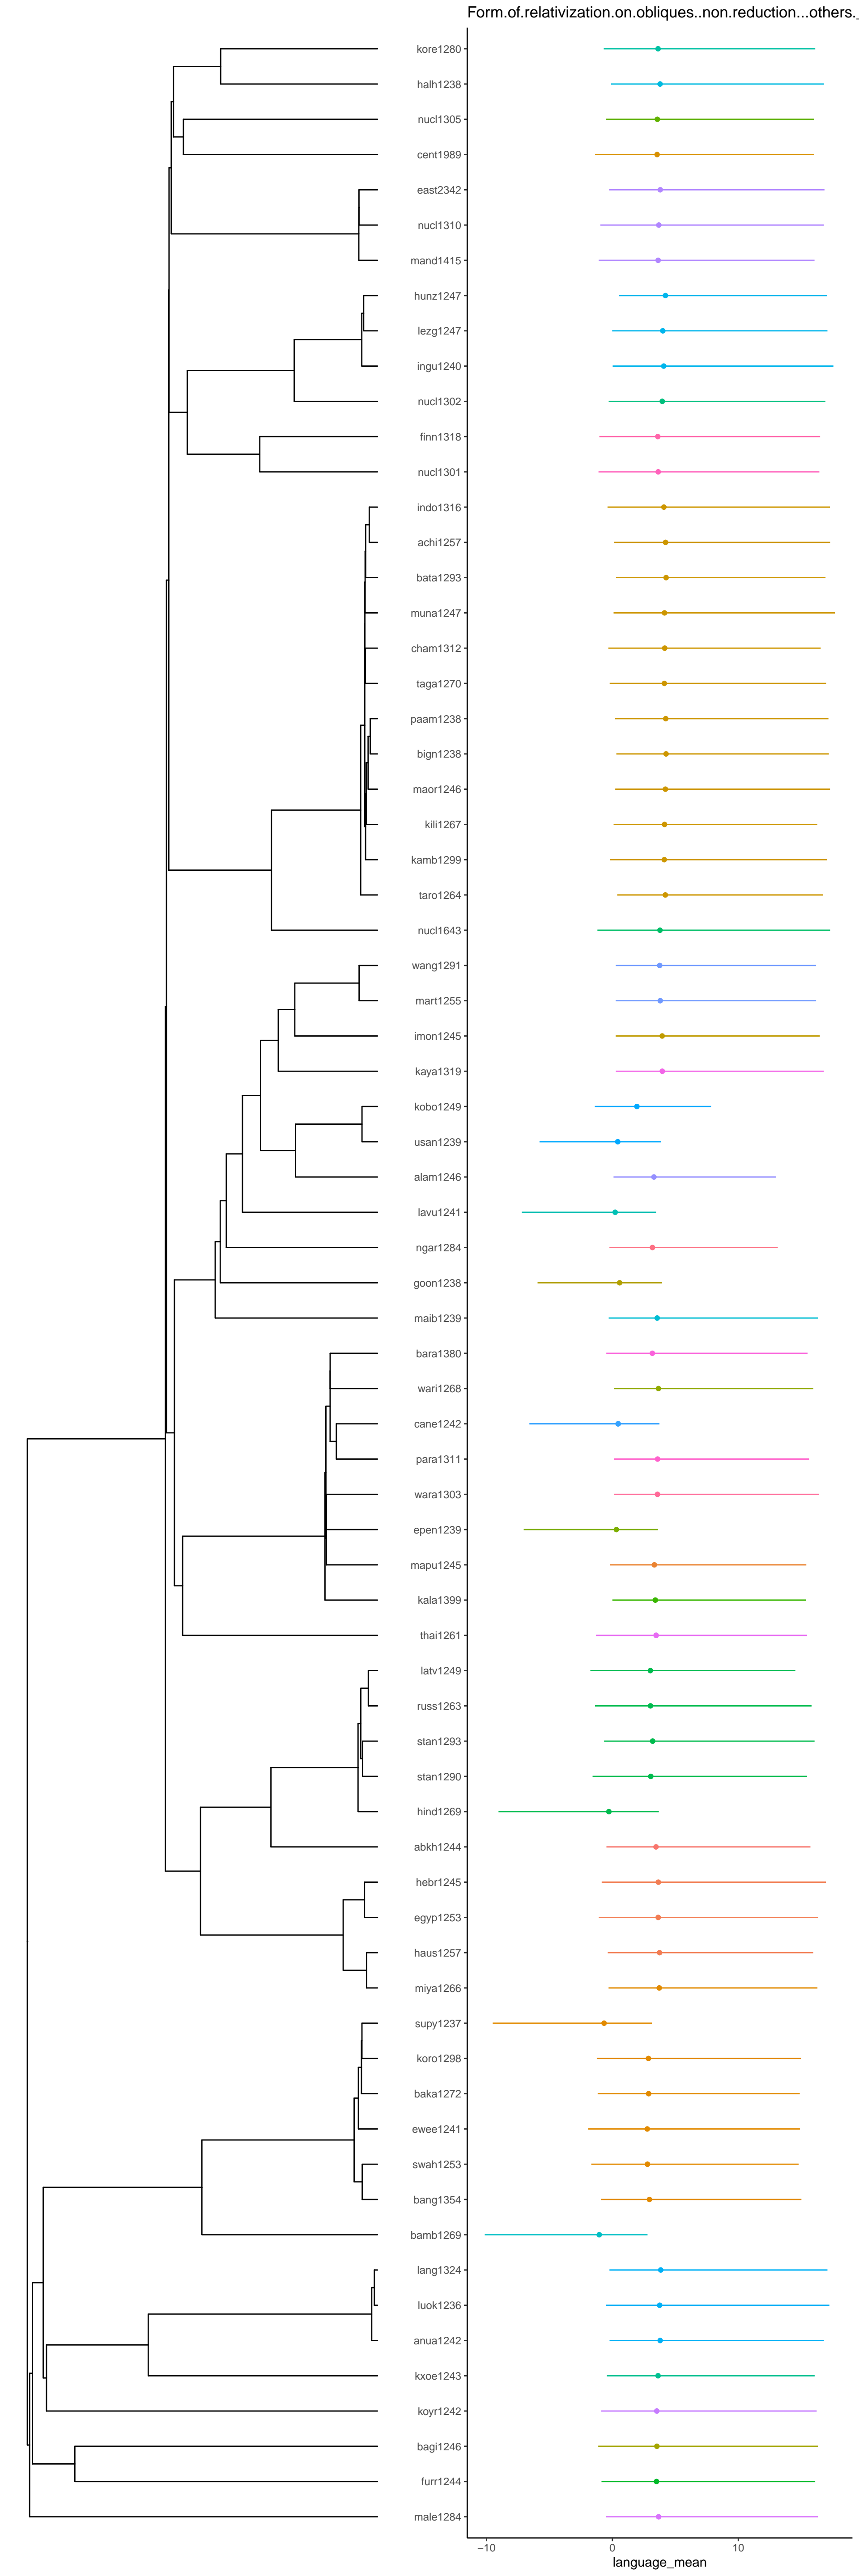 Form.of.relativization.on.obliques..non.reduction...others._
kore1280
halh1238
nucl1305
cent1989
east2342
nucl1310
mand1415
hunz1247
lezg1247
ingu1240
nucl1302
finn1318
nucl1301
indo1316
achi1257
bata1293
muna1247
cham1312
taga1270
paam1238
bign1238
maor1246
kili1267
kamb1299
taro1264
nucl1643
wang1291
mart1255
imon1245
kaya1319
kobo1249
usan1239
alam1246
lavu1241
ngar1284
goon1238
maib1239
bara1380
wari1268
cane1242
para1311
wara1303
epen1239
mapu1245
kala1399
thai1261
latv1249
russ1263
stan1293
stan1290
hind1269
abkh1244
hebr1245
egyp1253
haus1257
miya1266
supy1237
koro1298
baka1272
ewee1241
swah1253
bang1354
bamb1269
lang1324
luok1236
anua1242
kxoe1243
koyr1242
bagi1246
furr1244
male1284
−10 0 10
language_mean